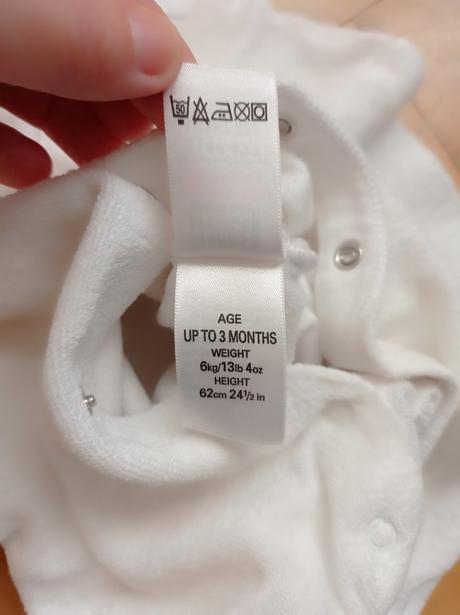 50
AGE
UP TO 3 MONTHS
WEIGHT
6kg/13lb 4oz
HEIGHT
62cm 24½ in